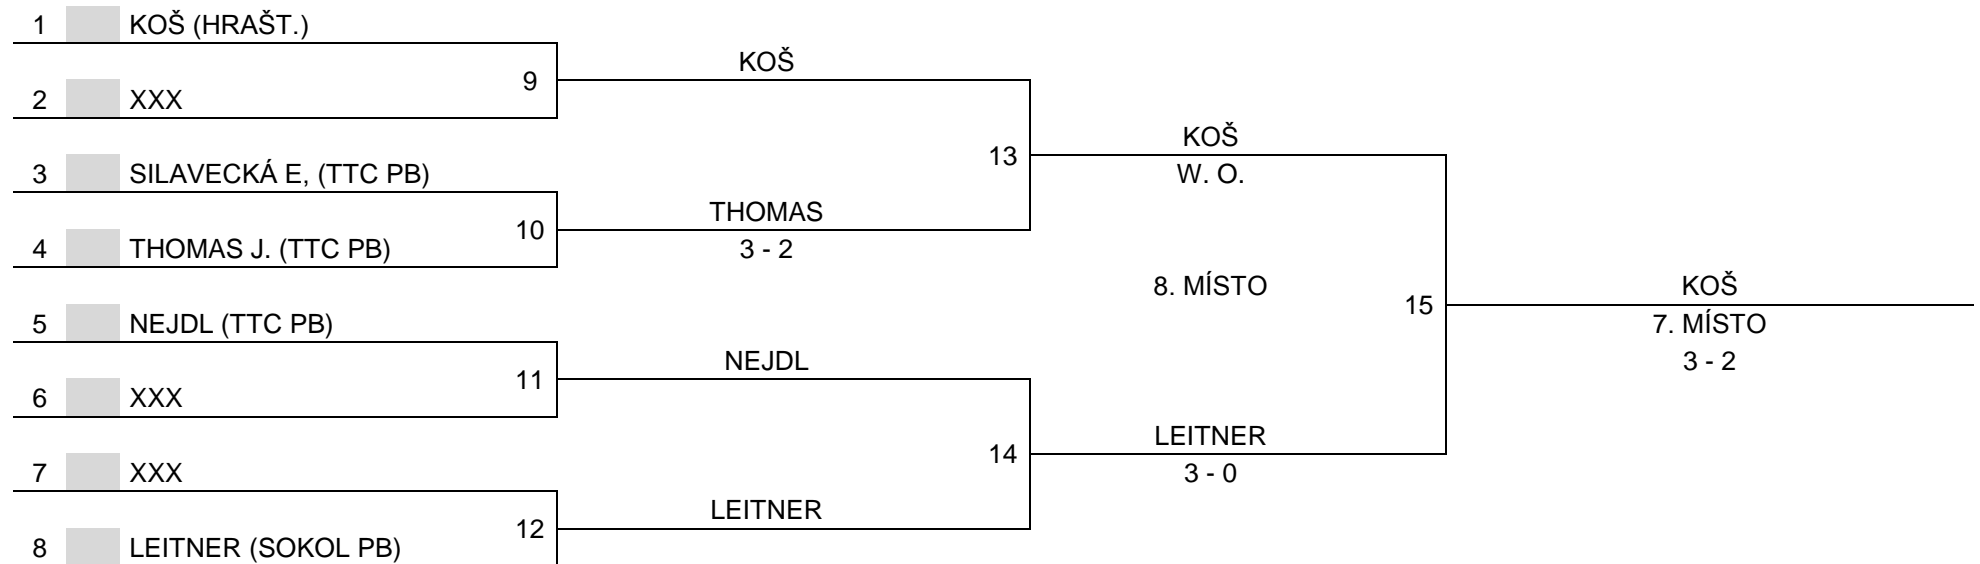 1 KOŠ (HRAŠT.)
KOŠ
9
2 XXX
KOŠ
13
3 SILAVECKÁ E, (TTC PB)
W. O.
THOMAS
10
4 THOMAS J. (TTC PB)
3 - 2
8. MÍSTO
KOŠ
15
5 NEJDL (TTC PB)
7. MÍSTO
NEJDL
3 - 2
11
6 XXX
LEITNER
14
7 XXX
3 - 0
LEITNER
12
8 LEITNER (SOKOL PB)